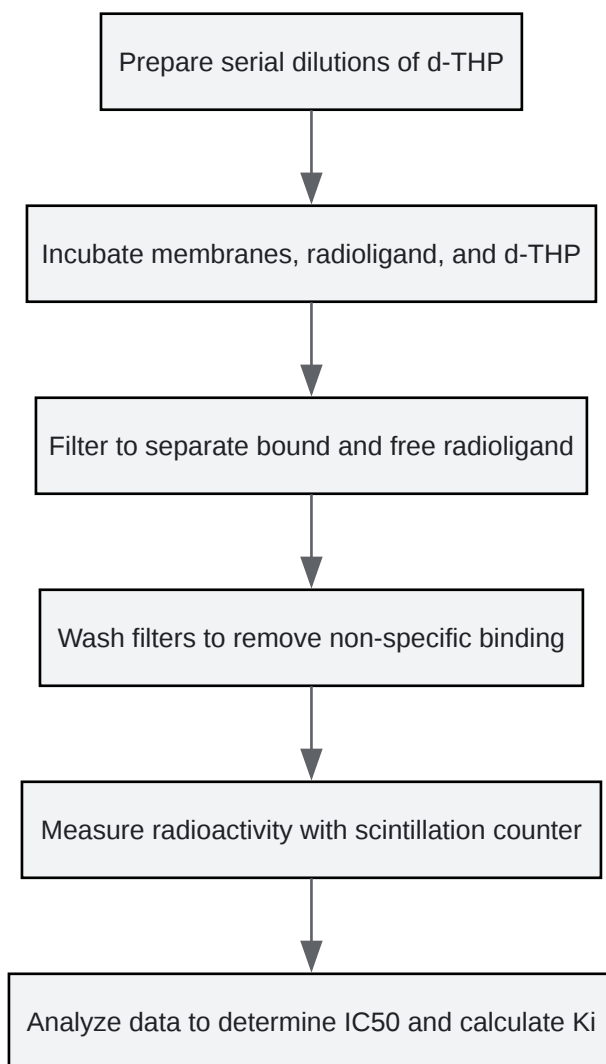 Prepare serial dilutions of d-THP
Incubate membranes, radioligand, and d-THP
Filter to separate bound and free radioligand
Wash filters to remove non-specific binding
Measure radioactivity with scintillation counter
Analyze data to determine IC50 and calculate Ki